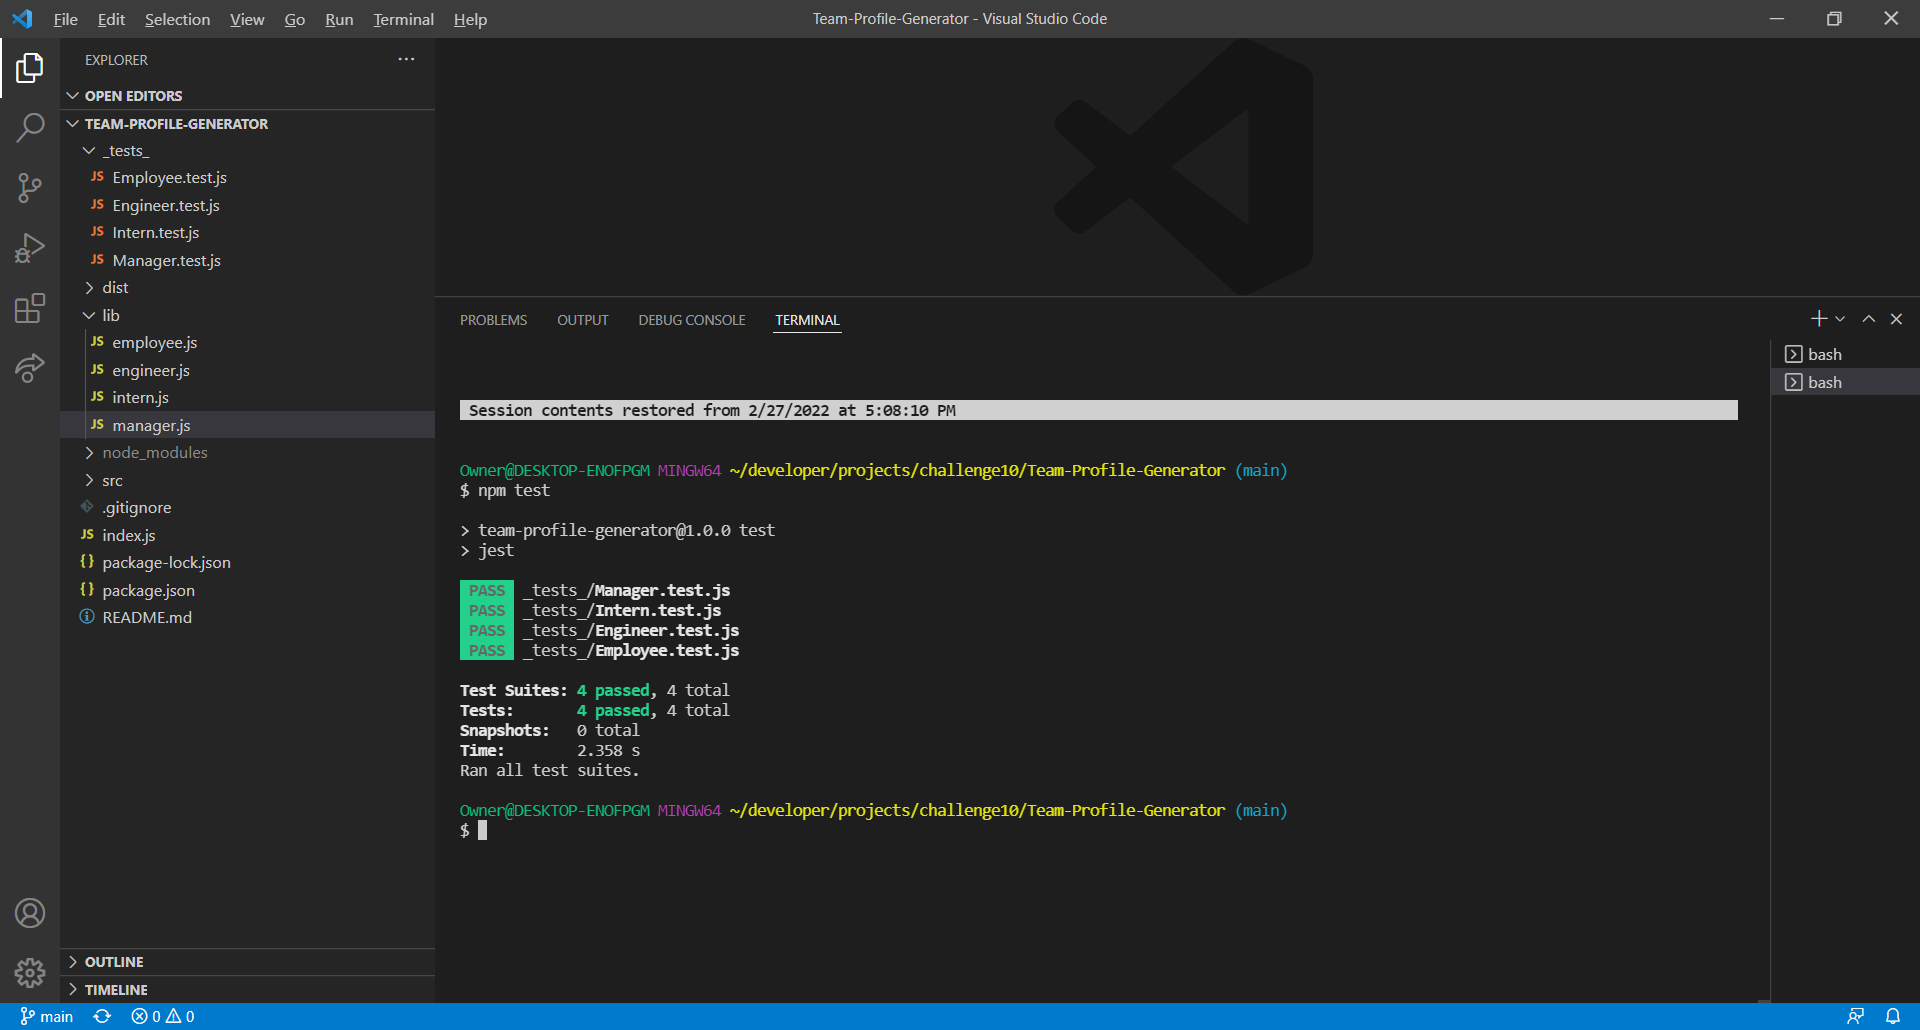 File Edit Selection View Go Run Terminal Help
Team-Profile-Generator - Visual Studio Code
EXPLORER
OPEN EDITORS
TEAM-PROFILE-GENERATOR
_tests_
JS Employee.test.js
JS Engineer.test.js
JS Intern.test.js
JS Manager.test.js
dist
lib
JS employee.js
JS engineer.js
JS intern.js
JS manager.js
node_modules
src
.gitignore
JS index.js
{} package-lock.json
{} package.json
README.md
OUTLINE
TIMELINE
PROBLEMS OUTPUT DEBUG CONSOLE TERMINAL
Session contents restored from 2/27/2022 at 5:08:10 PM
Owner@DESKTOP-ENOFPGM MINGW64 ~/developer/projects/challenge10/Team-Profile-Generator (main)
$ npm test
> team-profile-generator@1.0.0 test
> jest
PASS _tests_/Manager.test.js
PASS _tests_/Intern.test.js
PASS _tests_/Engineer.test.js
PASS _tests_/Employee.test.js
Test Suites: 4 passed, 4 total
Tests: 4 passed, 4 total
Snapshots: 0 total
Time: 2.358 s
Ran all test suites.
Owner@DESKTOP-ENOFPGM MINGW64 ~/developer/projects/challenge10/Team-Profile-Generator (main)
$
bash
bash
main 0 0